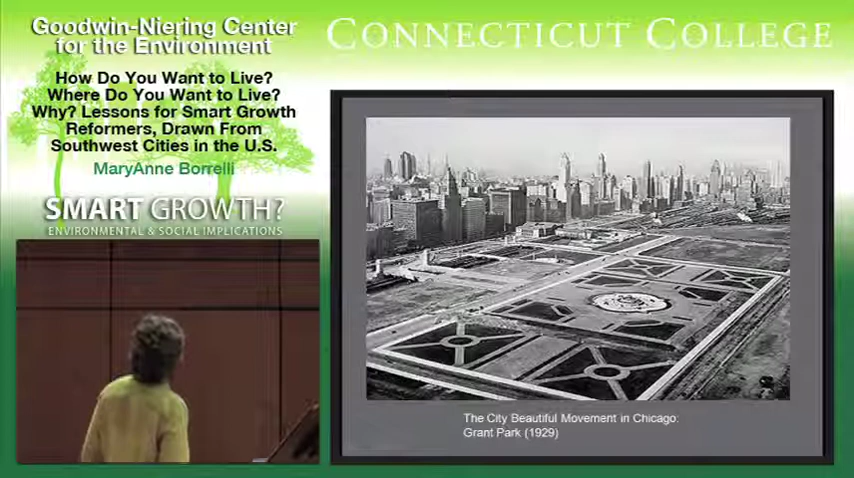 Goodwin-Niering Center
for the Environment
CONNECTICUT COLLEGE
How Do You Want to Live?
Where Do You Want to Live?
Why? Lessons for Smart Growth
Reformers, Drawn From
Southwest Cities in the U.S.
MaryAnne Borrelli
SMART GROWTH?
ENVIRONMENTAL & SOCIAL IMPLICATIONS
The City Beautiful Movement in Chicago:
Grant Park (1929)